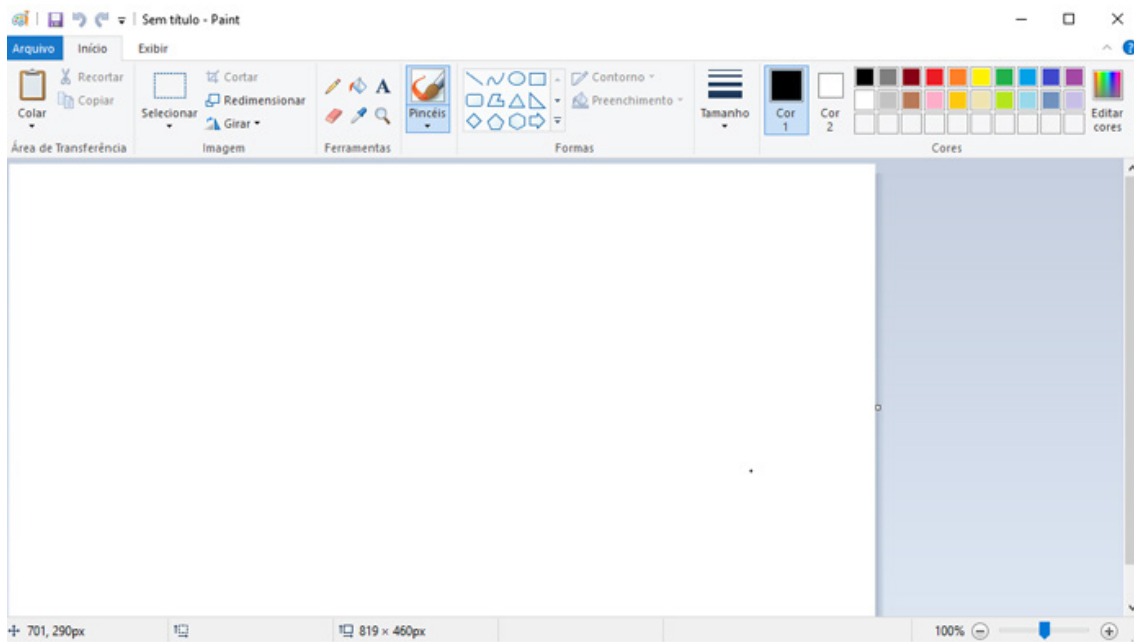 Sem título - Paint
Arquivo Início Exibir ?
Colar Recortar Copiar
Selecionar Cortar Redimensionar Girar
A
Pincéis
Contorno Preenchimento
Tamanho
Cor 1
Cor 2
Editar cores
Área de Transferência Imagem Ferramentas Formas Cores
701, 290px 819 × 460px 100%